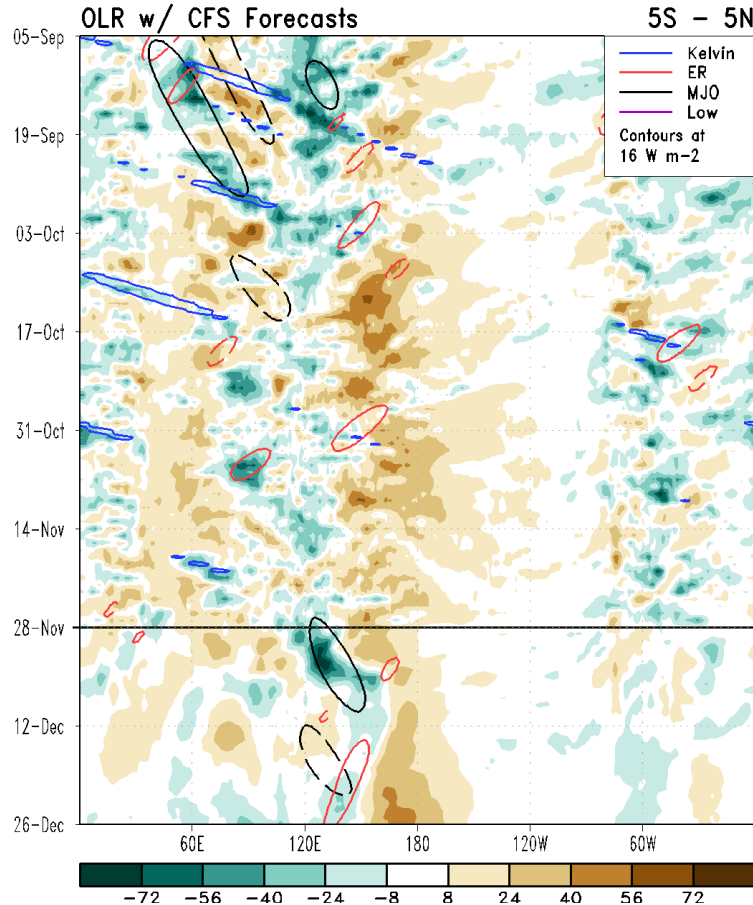 OLR w/ CFS Forecasts 5S - 5N
05-Sep
19-Sep
03-Oct
17-Oct
31-Oct
14-Nov
28-Nov
12-Dec
26-Dec
Kelvin
ER
MJO
Low
Contours at
16 W m-2
60E 120E 180 120W 60W
-72 -56 -40 -24 -8 8 24 40 56 72